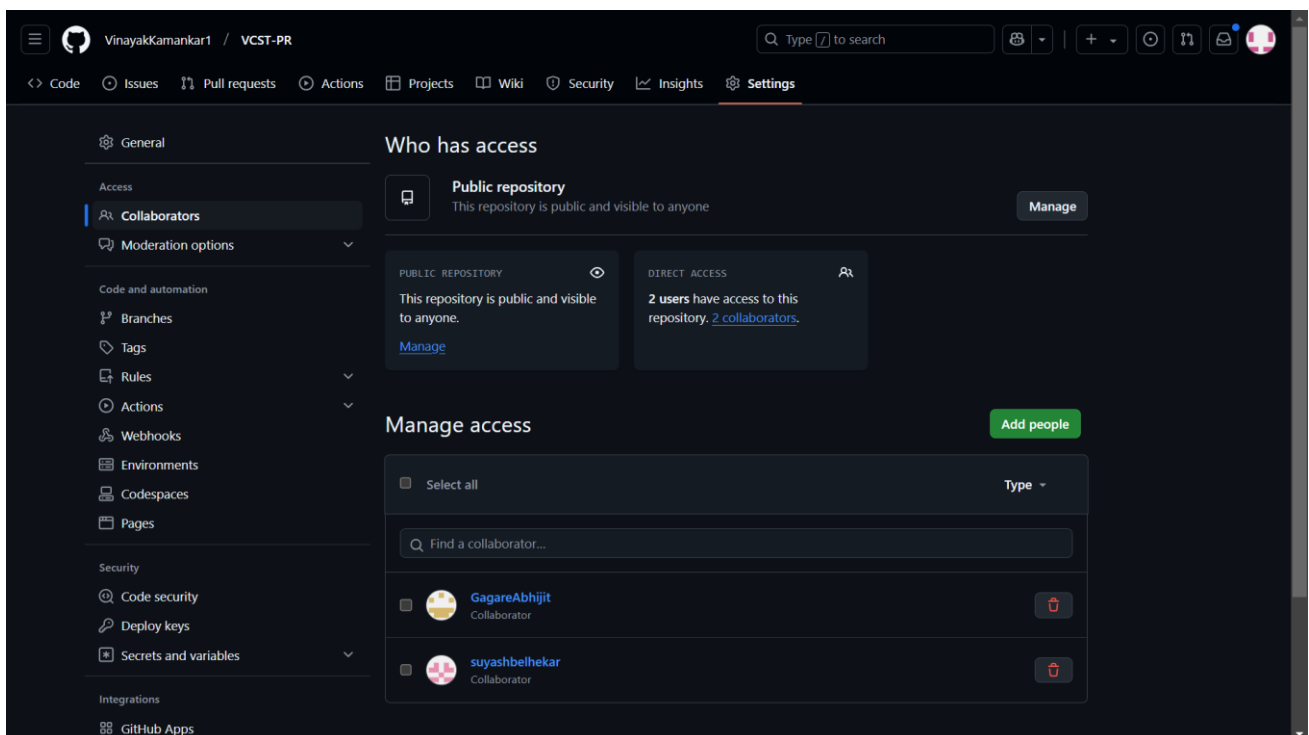 VinayakKamankar1 / VCST-PR
Type / to search
Code Issues Pull requests Actions Projects Wiki Security Insights Settings
General
Access
Collaborators
Moderation options
Code and automation
Branches
Tags
Rules
Actions
Webhooks
Environments
Codespaces
Pages
Security
Code security
Deploy keys
Secrets and variables
Integrations
GitHub Apps
Who has access
Public repository
This repository is public and visible to anyone
Manage
PUBLIC REPOSITORY
This repository is public and visible
to anyone.
Manage
DIRECT ACCESS
2 users have access to this
repository. 2 collaborators.
Manage access
Add people
Select all
Type
Find a collaborator...
GagareAbhijit
Collaborator
suyashbelhekar
Collaborator